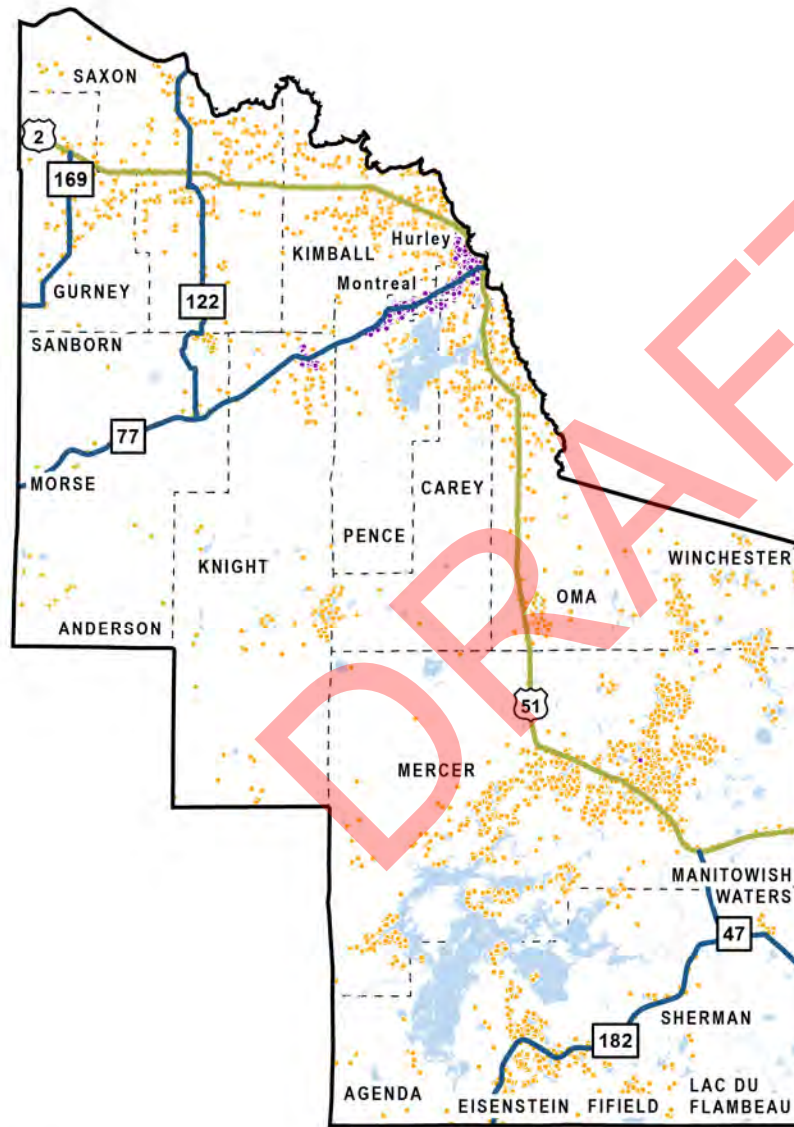 SAXON
2
169
Hurley
KIMBALL
Montreal
GURNEY
122
SANBORN
77
MORSE
CAREY
PENCE
WINCHESTER
KNIGHT
OMA
ANDERSON
51
MERCER
MANITOWISH
WATERS
47
SHERMAN
182
AGENDA
EISENSTEIN
FIFIELD
LAC DU
FLAMBEAU
DRAFT